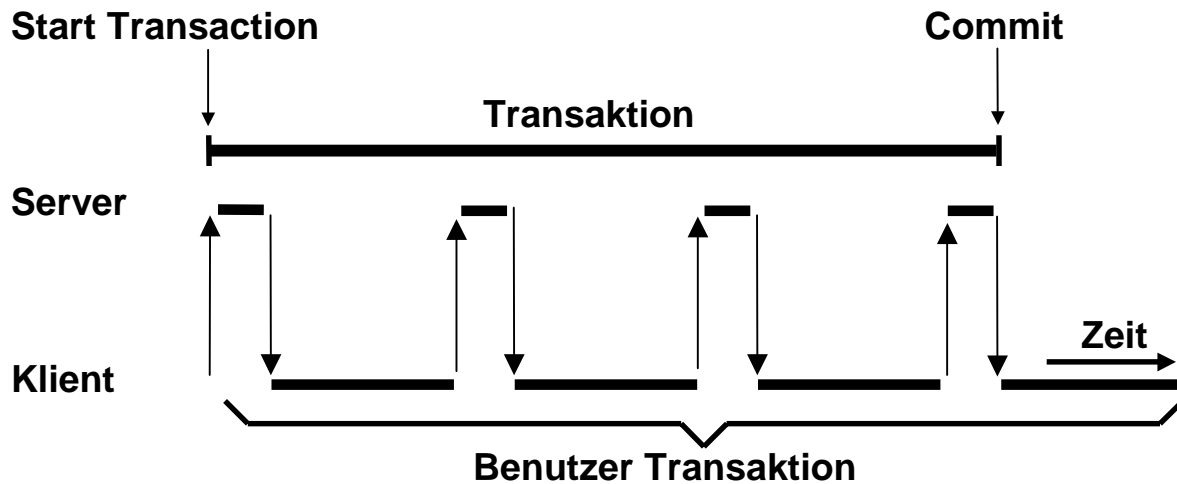 Start Transaction
Commit
Transaktion
Server
Zeit
Klient
Benutzer Transaktion